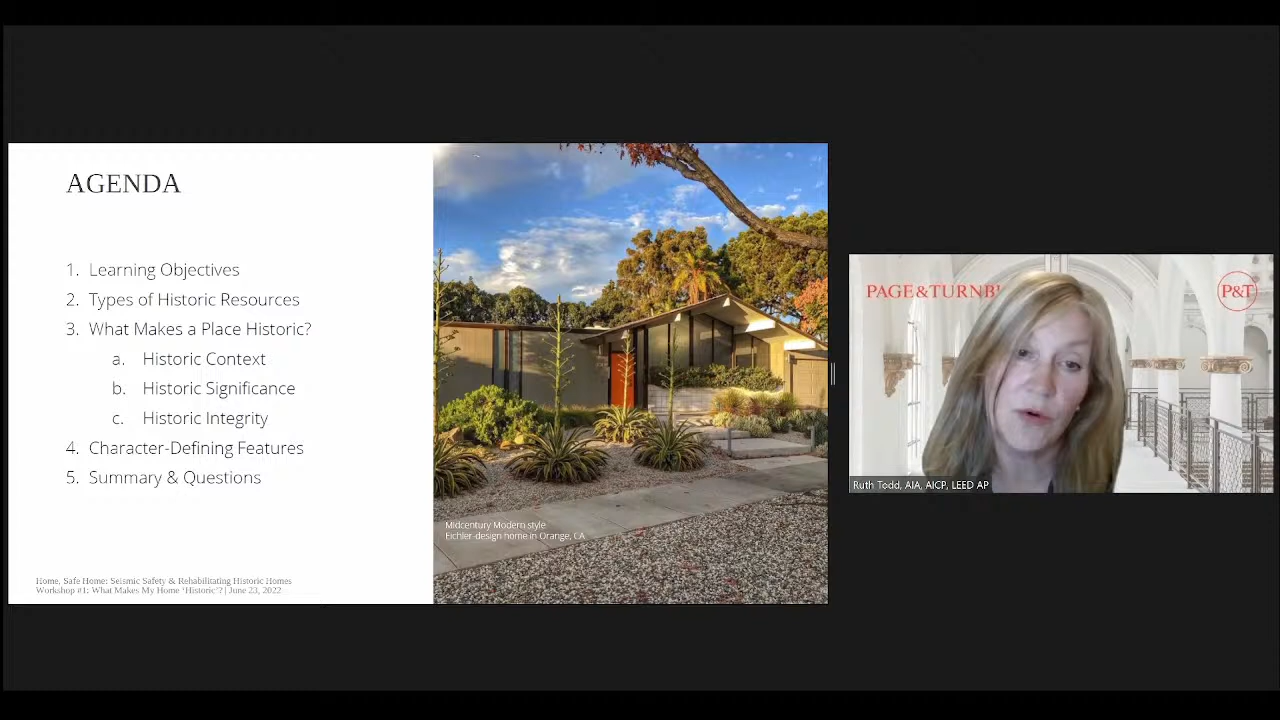 AGENDA
1. Learning Objectives
2. Types of Historic Resources
3. What Makes a Place Historic?
a. Historic Context
b. Historic Significance
c. Historic Integrity
4. Character-Defining Features
5. Summary & Questions
Home, Safe Home: Seismic Safety & Rehabilitating Historic Homes
Workshop #1: What Makes My Home ‘Historic’? | June 23, 2022
Midcentury Modern style
Eichler-design home in Orange, CA
PAGE&TURNB
P&T
Ruth Todd, AIA, AICP, LEED AP